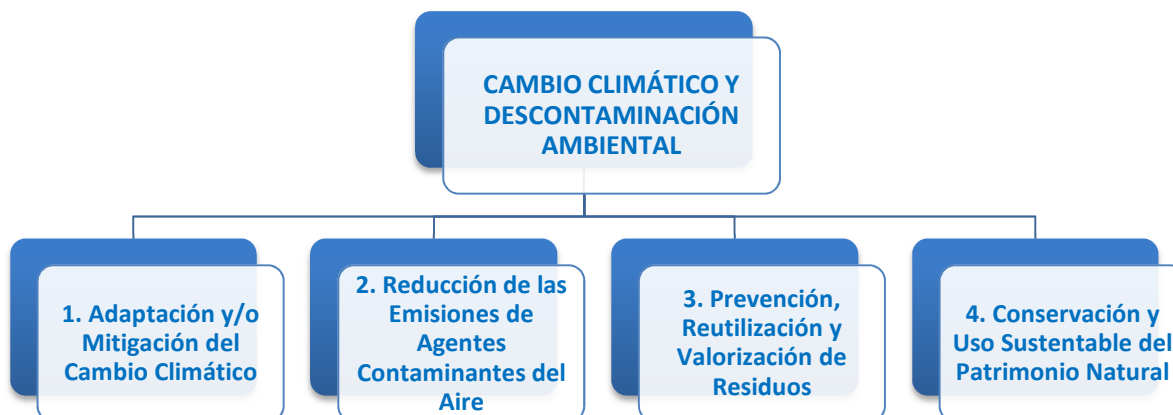 CAMBIO CLIMÁTICO Y
DESCONTAMINACIÓN
AMBIENTAL
1. Adaptación y/o
Mitigación del
Cambio Climático
2. Reducción de las
Emisiones de
Agentes
Contaminantes del
Aire
3. Prevención,
Reutilización y
Valorización de
Residuos
4. Conservación y
Uso Sustentable del
Patrimonio Natural